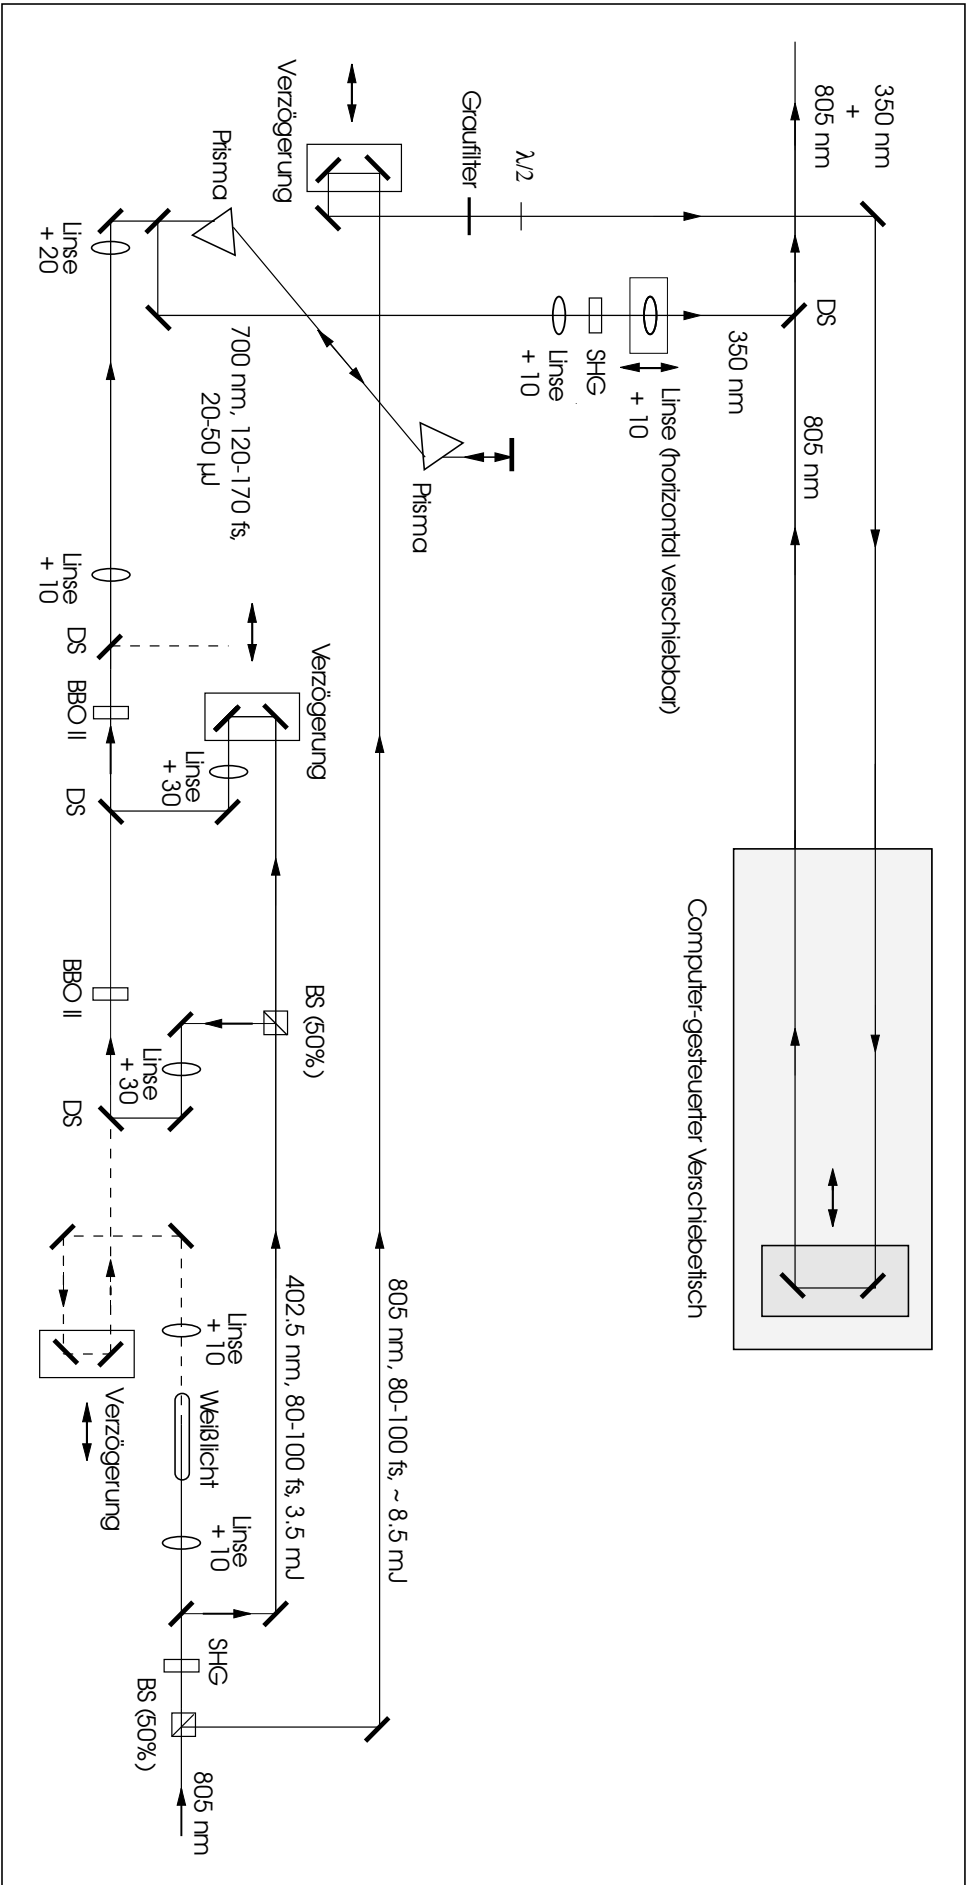 350 nm
+
805 nm
DS
805 nm
Computer-gesteuerter Verschiebetisch
350 nm
Linse (horizontal verschiebbar)
+ 10
SHG
Linse
+ 10
λ/2
Graufilter
Verzögerung
Prisma
Prisma
700 nm, 120-170 fs,
20-50 µJ
805 nm, 80-100 fs, ~ 8.5 mJ
Verzögerung
BS (50%)
402.5 nm, 80-100 fs, 3.5 mJ
Linse
+ 20
Linse
+ 10
DS
BBO II
Linse
+ 30
DS
BBO II
Linse
+ 30
DS
Linse
+ 10
Verzögerung
Weißlicht
Linse
+ 10
SHG
BS (50%)
805 nm